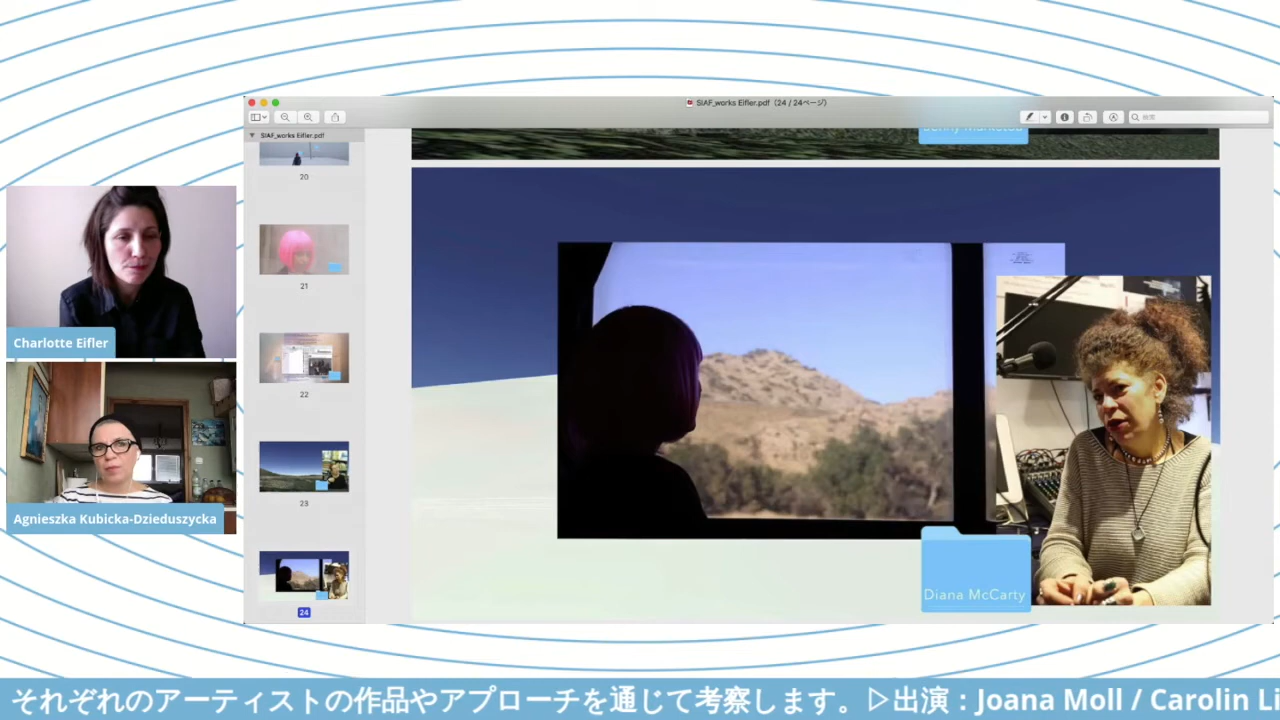 SIAF_works Eifler.pdf（24 / 24ページ）
検索
SIAF_works Eifler.pdf
20
21
22
23
24
Diana McCarty
Charlotte Eifler
Agnieszka Kubicka-Dzieduszycka
それぞれのアーティストの作品やアプローチを通じて考察します。▷出演：Joana Moll / Carolin Li